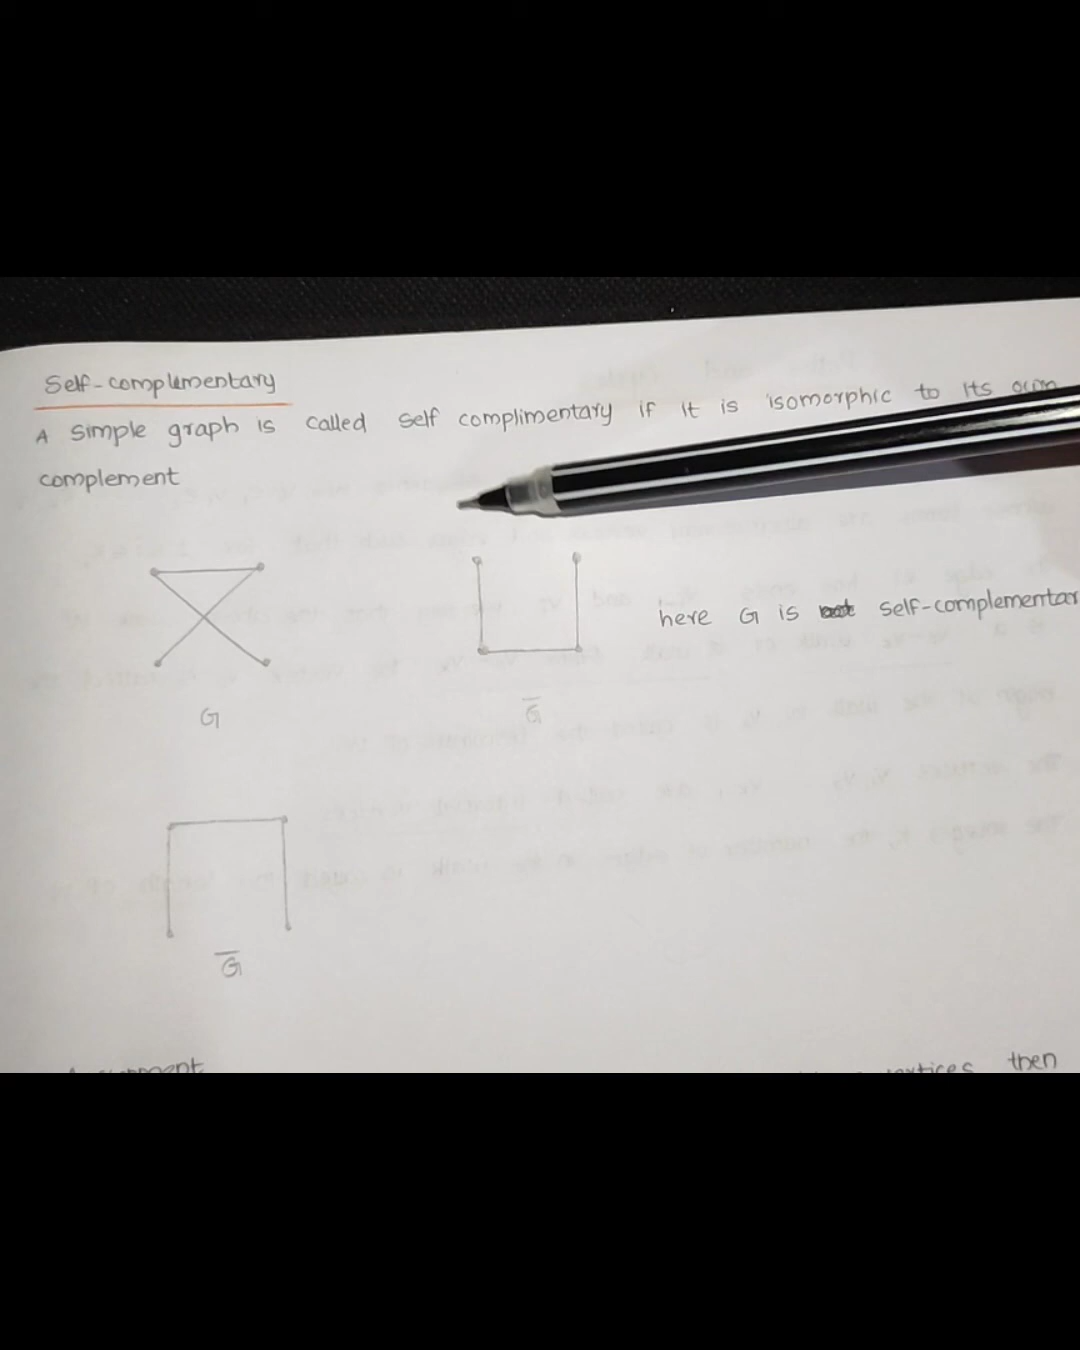 Self-complementary
A simple graph is called self complimentary if it is isomorphic to its own
complement
here G is self-complementar
G
G̅
G̅
then